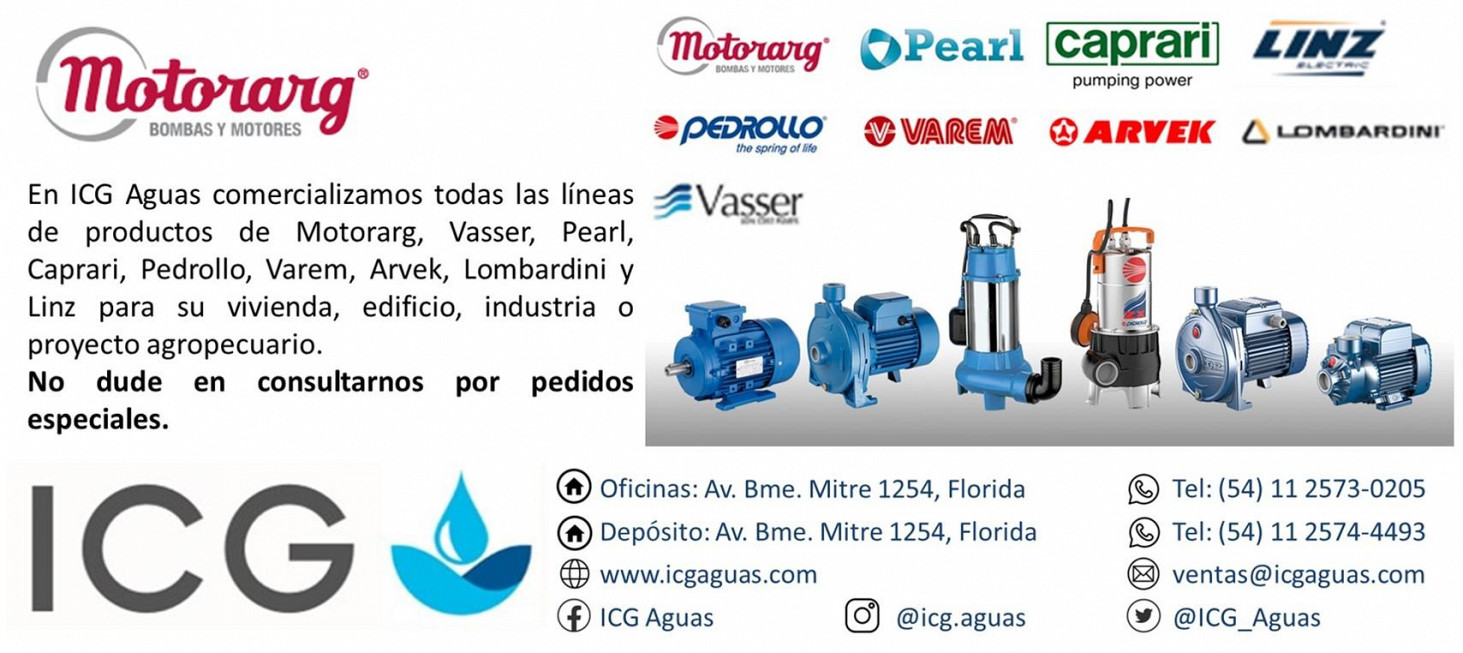 Motorarg®
BOMBAS Y MOTORES
En ICG Aguas comercializamos todas las líneas
de productos de Motorarg, Vasser, Pearl,
Caprari, Pedrollo, Varem, Arvek, Lombardini y
Linz para su vivienda, edificio, industria o
proyecto agropecuario.
No dude en consultarnos por pedidos
especiales.
Motorarg®
BOMBAS Y MOTORES
Pearl
caprari
pumping power
LINZ
ELECTRIC
PEDROLLO®
the spring of life
VAREM®
ARVEK
LOMBARDINI
Vasser
PEDROLLO
ICG
Oficinas: Av. Bme. Mitre 1254, Florida
Depósito: Av. Bme. Mitre 1254, Florida
www.icgaguas.com
ICG Aguas
@icg.aguas
Tel: (54) 11 2573-0205
Tel: (54) 11 2574-4493
ventas@icgaguas.com
@ICG_Aguas